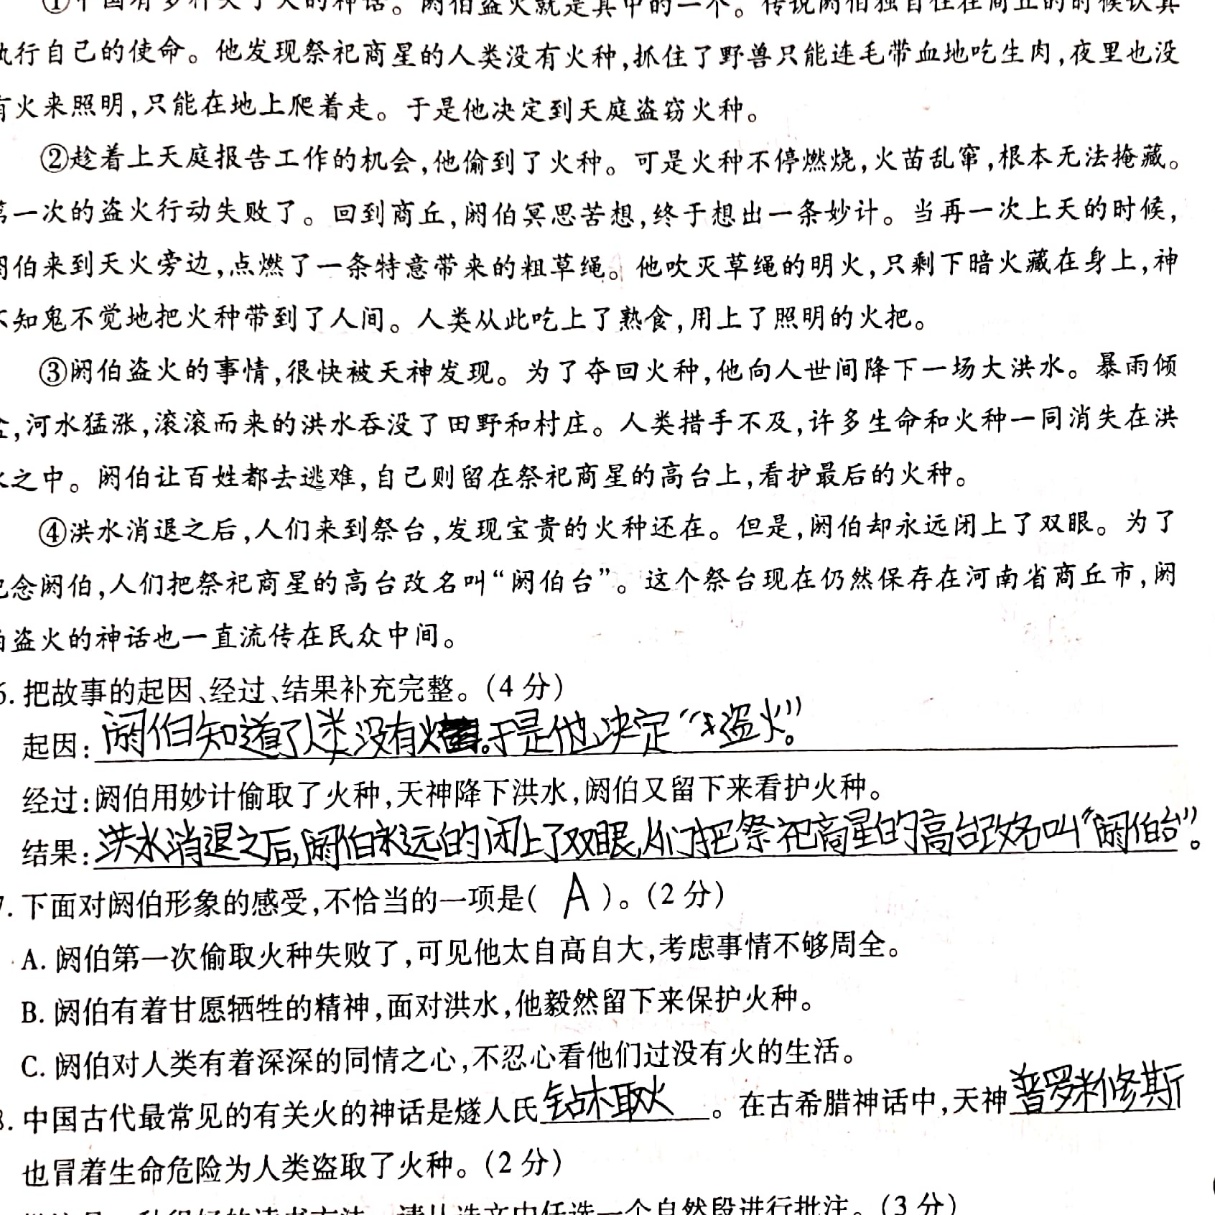 ①中国有多种关于火的神话。阏伯盗火就是其中的一个。传说阏伯独自住在商丘的时候认真
执行自己的使命。他发现祭祀商星的人类没有火种,抓住了野兽只能连毛带血地吃生肉,夜里也没
有火来照明,只能在地上爬着走。于是他决定到天庭盗窃火种。
②趁着上天庭报告工作的机会,他偷到了火种。可是火种不停燃烧,火苗乱窜,根本无法掩藏。
第一次的盗火行动失败了。回到商丘,阏伯冥思苦想,终于想出一条妙计。当再一次上天的时候,
阏伯来到天火旁边,点燃了一条特意带来的粗草绳。他吹灭草绳的明火,只剩下暗火藏在身上,神
不知鬼不觉地把火种带到了人间。人类从此吃上了熟食,用上了照明的火把。
③阏伯盗火的事情,很快被天神发现。为了夺回火种,他向人世间降下一场大洪水。暴雨倾
盆,河水猛涨,滚滚而来的洪水吞没了田野和村庄。人类措手不及,许多生命和火种一同消失在洪
水之中。阏伯让百姓都去逃难,自己则留在祭祀商星的高台上,看护最后的火种。
④洪水消退之后,人们来到祭台,发现宝贵的火种还在。但是,阏伯却永远闭上了双眼。为了
纪念阏伯,人们把祭祀商星的高台改名叫“阏伯台”。这个祭台现在仍然保存在河南省商丘市,阏
伯盗火的神话也一直流传在民众中间。
6.把故事的起因、经过、结果补充完整。(4分)
起因:阏伯知道了人类没有火 。于是他决定“去盗火”。
经过:阏伯用妙计偷取了火种,天神降下洪水,阏伯又留下来看护火种。
结果:洪水消退之后,阏伯永远的闭上了双眼,人们把祭祀商星的高台改名叫“阏伯台”。
7.下面对阏伯形象的感受,不恰当的一项是( A )。(2分)
A.阏伯第一次偷取火种失败了,可见他太自高自大,考虑事情不够周全。
B.阏伯有着甘愿牺牲的精神,面对洪水,他毅然留下来保护火种。
C.阏伯对人类有着深深的同情之心,不忍心看他们过没有火的生活。
8.中国古代最常见的有关火的神话是燧人氏钻木取火。在古希腊神话中,天神普罗米修斯
也冒着生命危险为人类盗取了火种。(2分)
读书方法,请从选文中任选一个自然段进行批注。(3分)